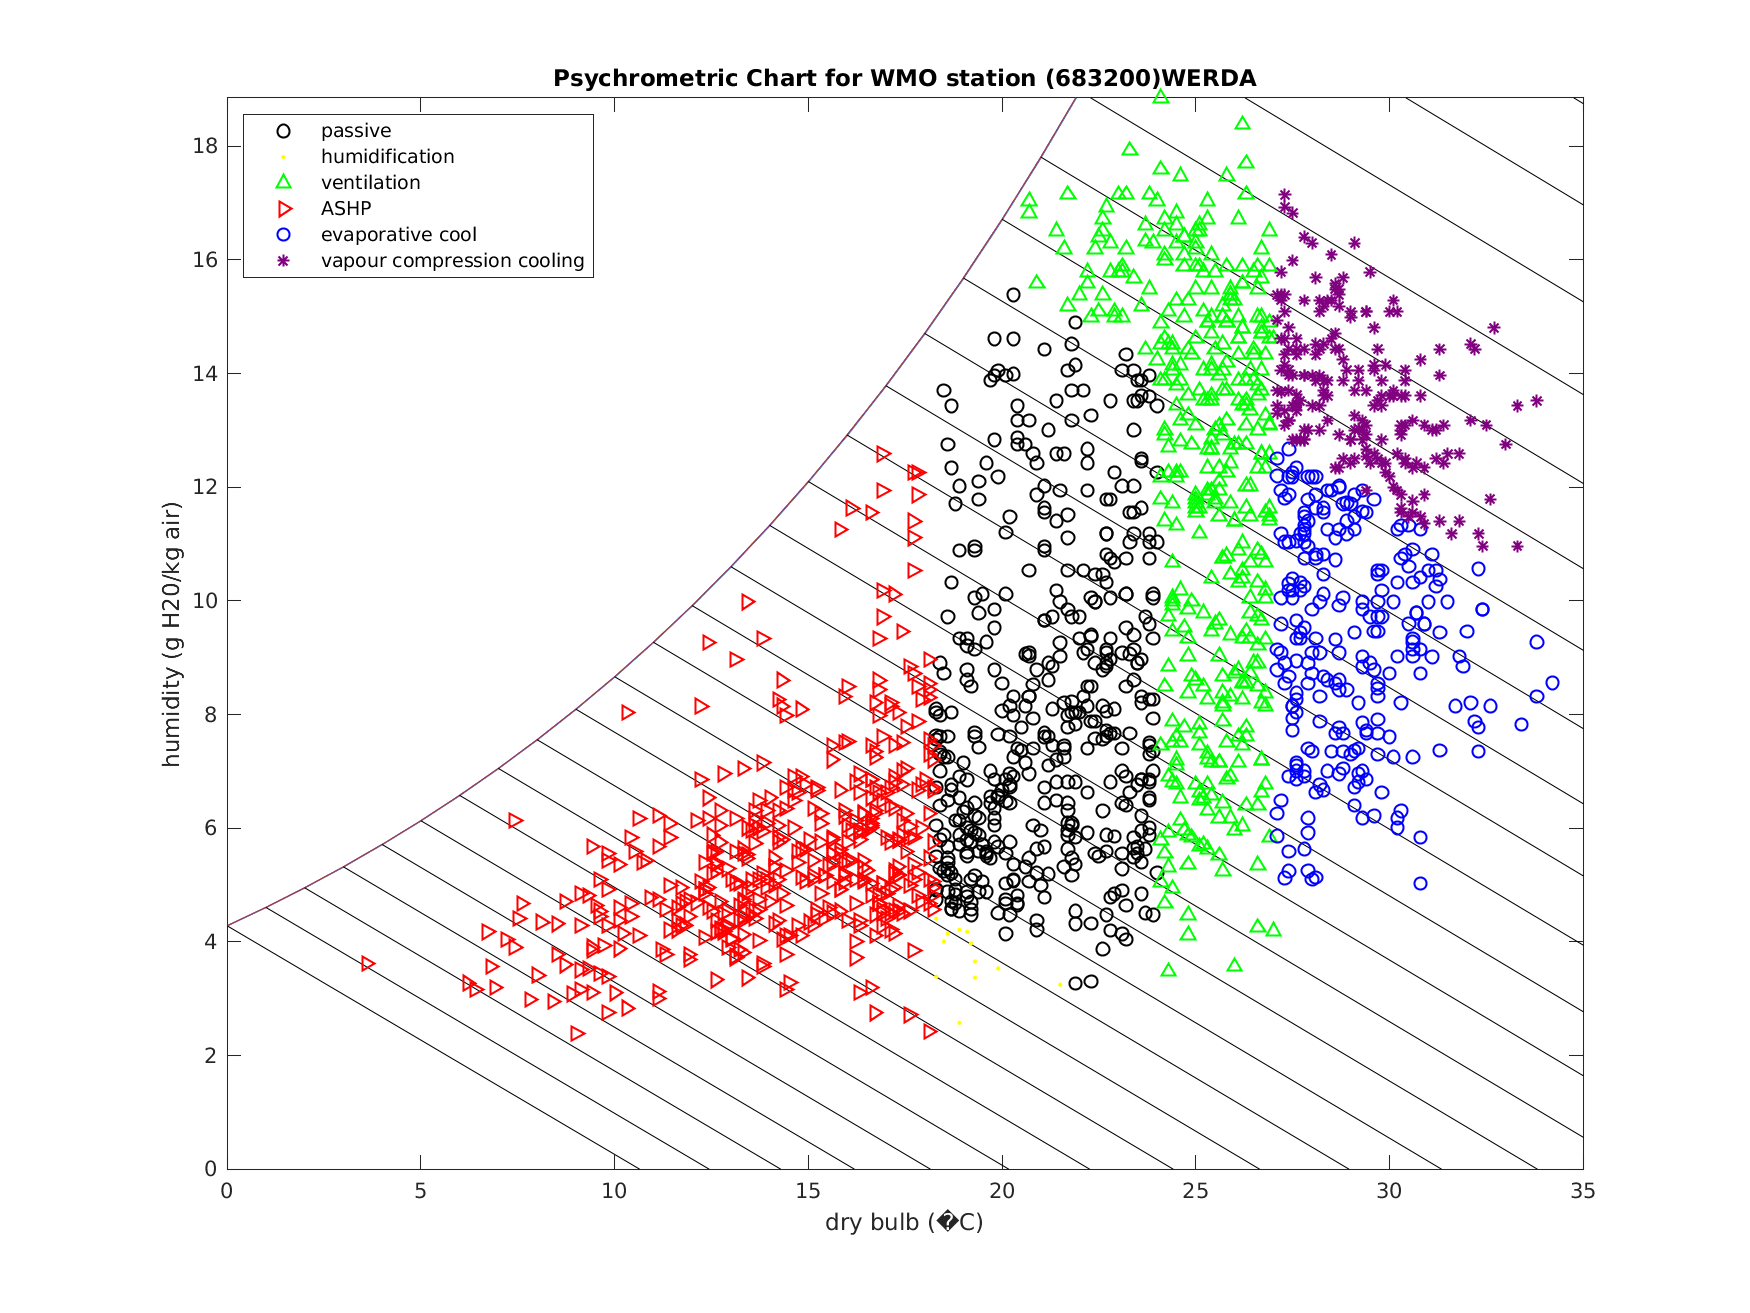 Psychrometric Chart for WMO station (683200)WERDA
passive
humidification
ventilation
ASHP
evaporative cool
vapour compression cooling
humidity (g H20/kg air)
18
16
14
12
10
8
6
4
2
0
0 5 10 15 20 25 30 35
dry bulb (�C)